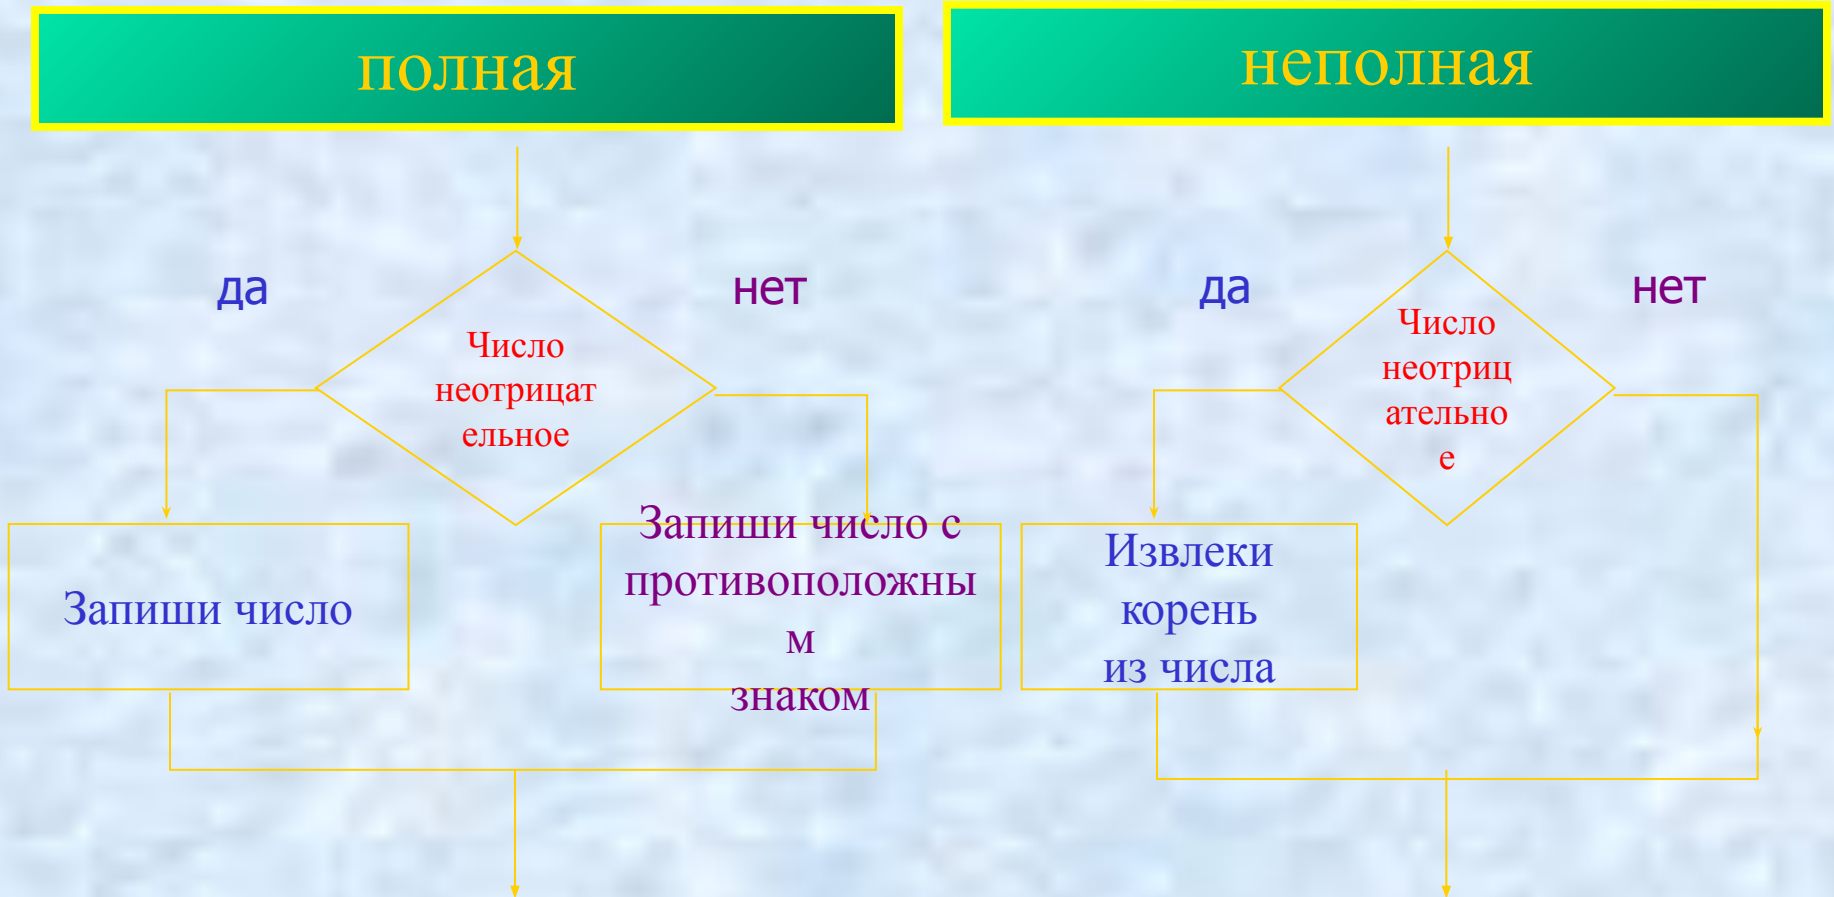 полная
да
нет
Число
неотрицат
ельное
Запиши число
Запиши число с
противоположны
м
знаком
неполная
да
нет
Число
неотриц
ательно
е
Извлеки
корень
из числа